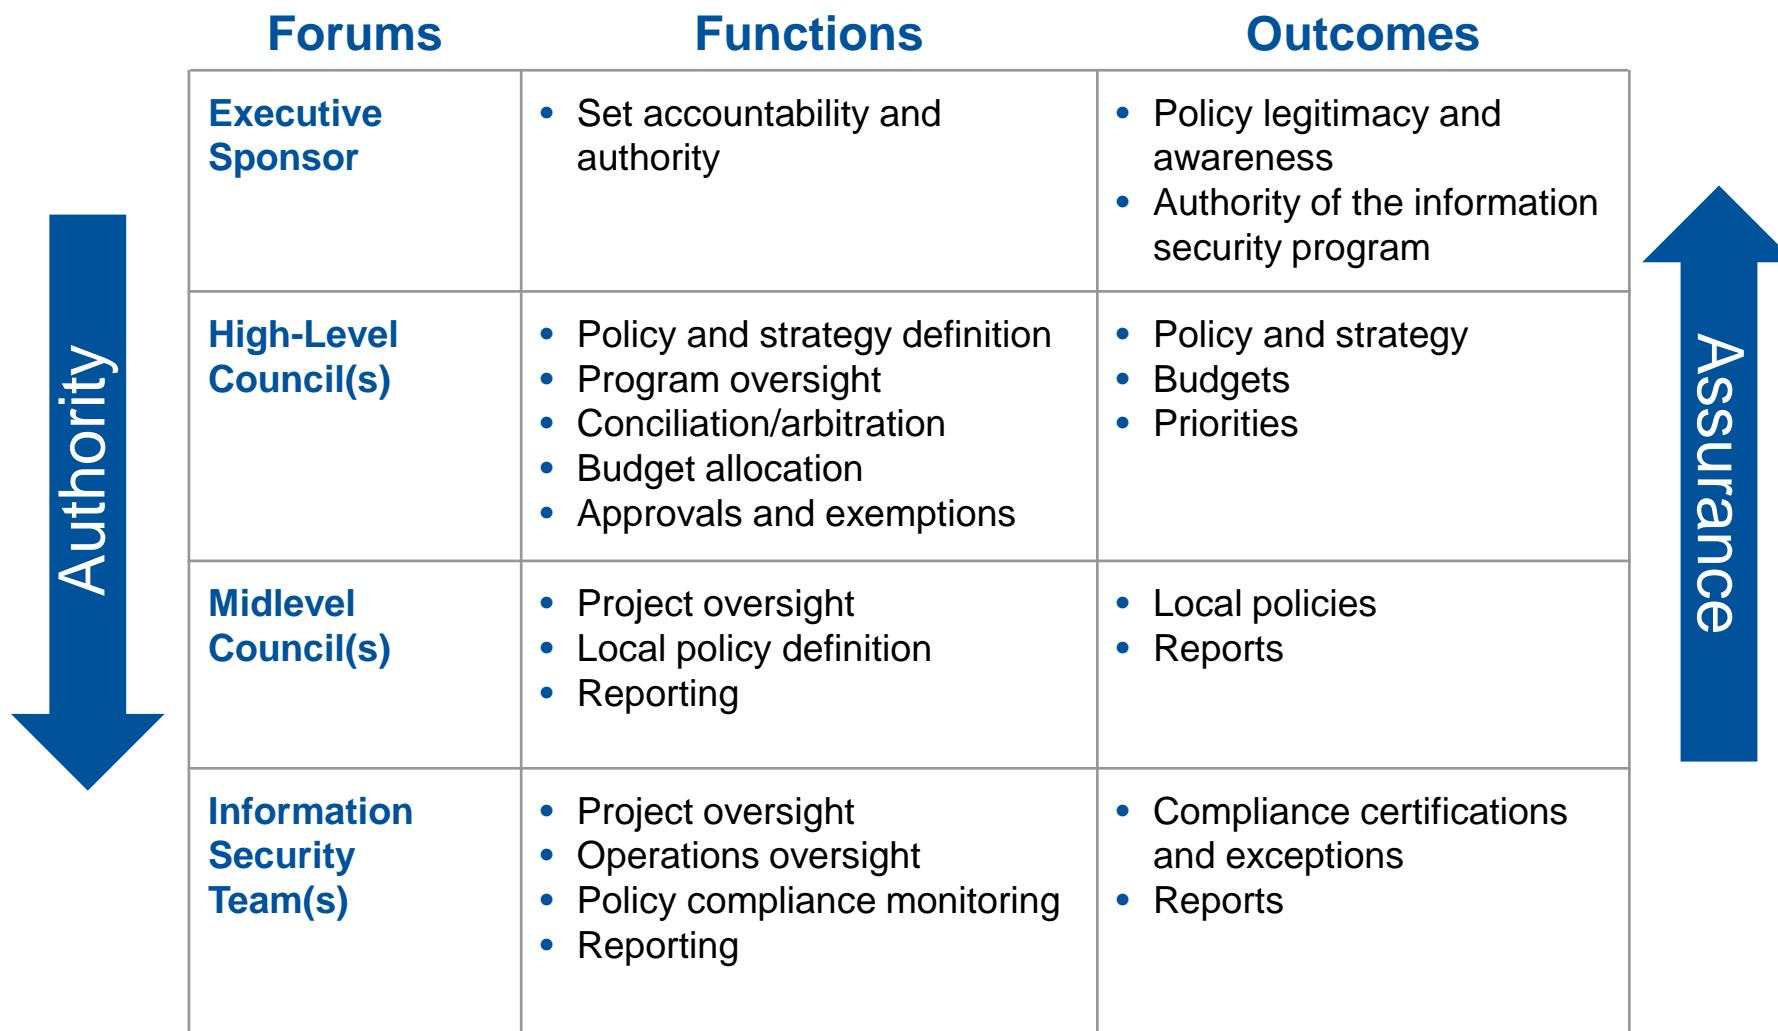 Forums
Functions
Outcomes
Executive
Sponsor
• Set accountability and
authority
• Policy legitimacy and
awareness
• Authority of the information
security program
High-Level
Council(s)
• Policy and strategy definition
• Program oversight
• Conciliation/arbitration
• Budget allocation
• Approvals and exemptions
• Policy and strategy
• Budgets
• Priorities
Midlevel
Council(s)
• Project oversight
• Local policy definition
• Reporting
• Local policies
• Reports
Information
Security
Team(s)
• Project oversight
• Operations oversight
• Policy compliance monitoring
• Reporting
• Compliance certifications
and exceptions
• Reports
Authority
Assurance